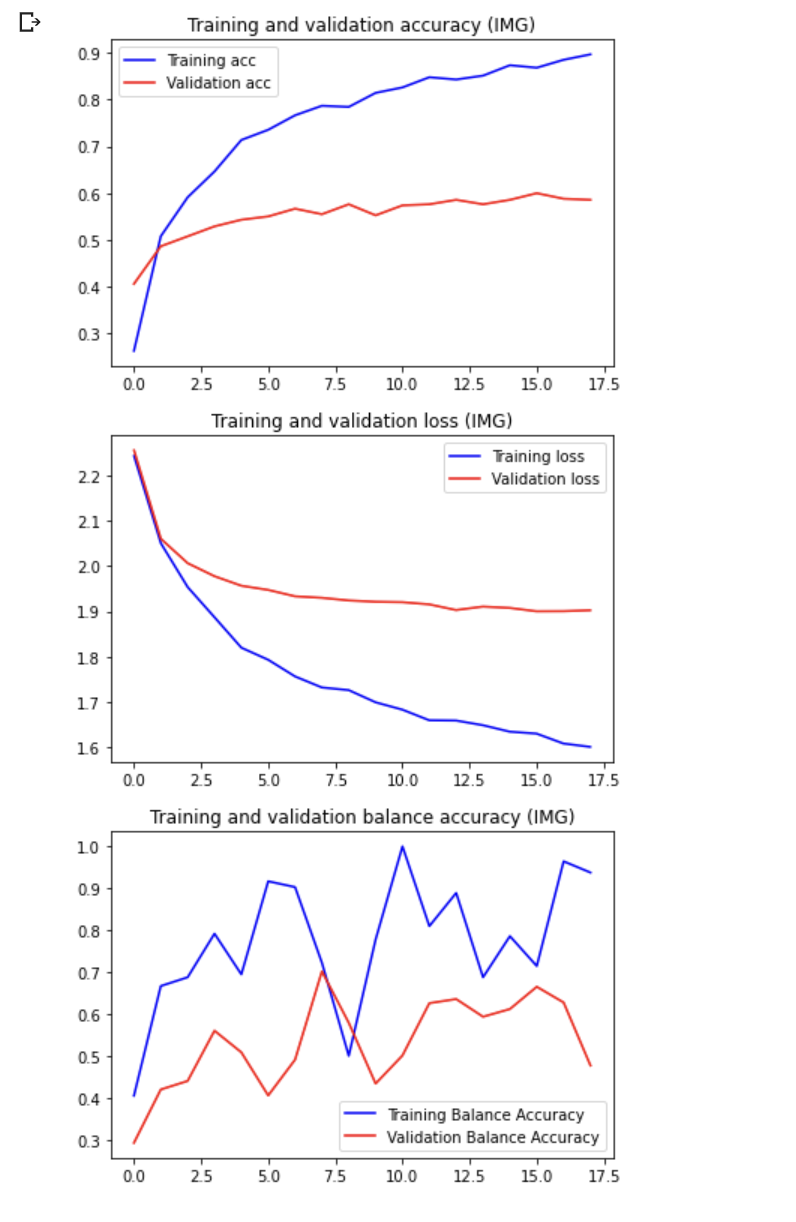 Training and validation accuracy (IMG)
Training acc
Validation acc
0.9
0.8
0.7
0.6
0.5
0.4
0.3
0.0 2.5 5.0 7.5 10.0 12.5 15.0 17.5
Training and validation loss (IMG)
Training loss
Validation loss
2.2
2.1
2.0
1.9
1.8
1.7
1.6
0.0 2.5 5.0 7.5 10.0 12.5 15.0 17.5
Training and validation balance accuracy (IMG)
1.0
0.9
0.8
0.7
0.6
0.5
0.4
0.3
Training Balance Accuracy
Validation Balance Accuracy
0.0 2.5 5.0 7.5 10.0 12.5 15.0 17.5